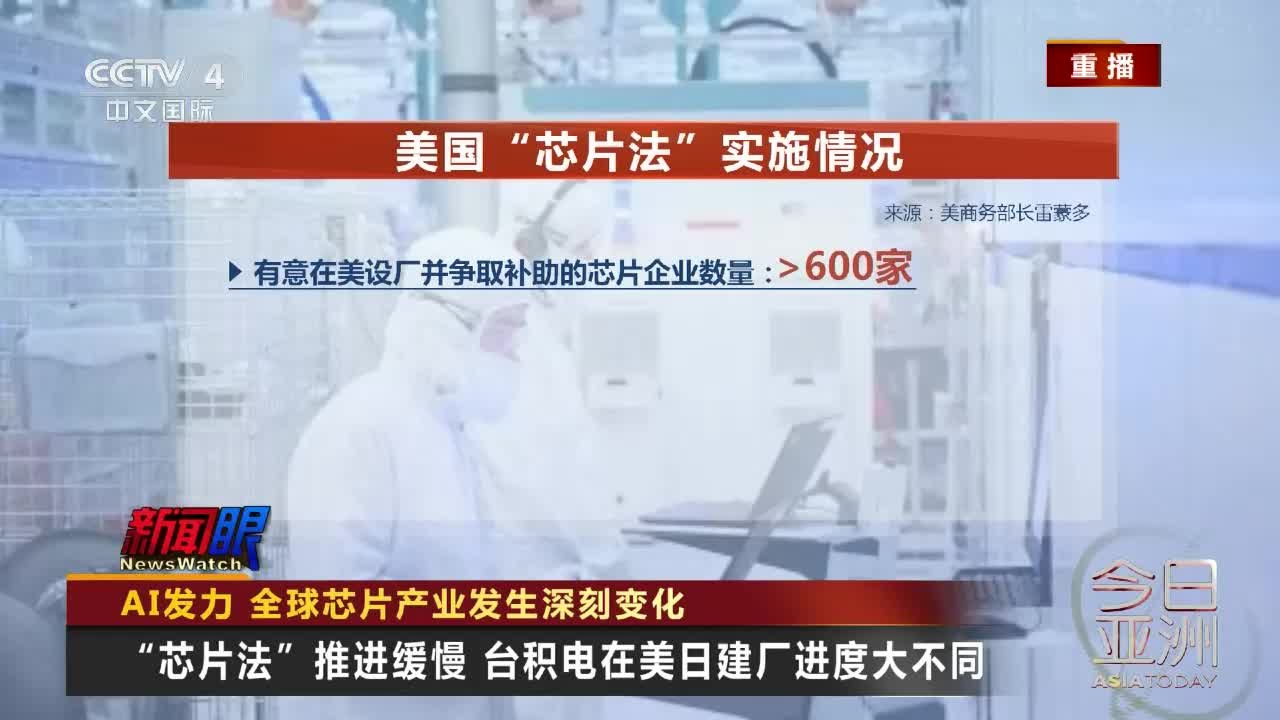 CCTV 4
中文国际
重播
美国“芯片法”实施情况
来源：美商务部长雷蒙多
有意在美设厂并争取补助的芯片企业数量：>600家
新闻眼
NewsWatch
AI发力 全球芯片产业发生深刻变化
“芯片法”推进缓慢 台积电在美日建厂进度大不同
今日
亚洲
ASIATODAY